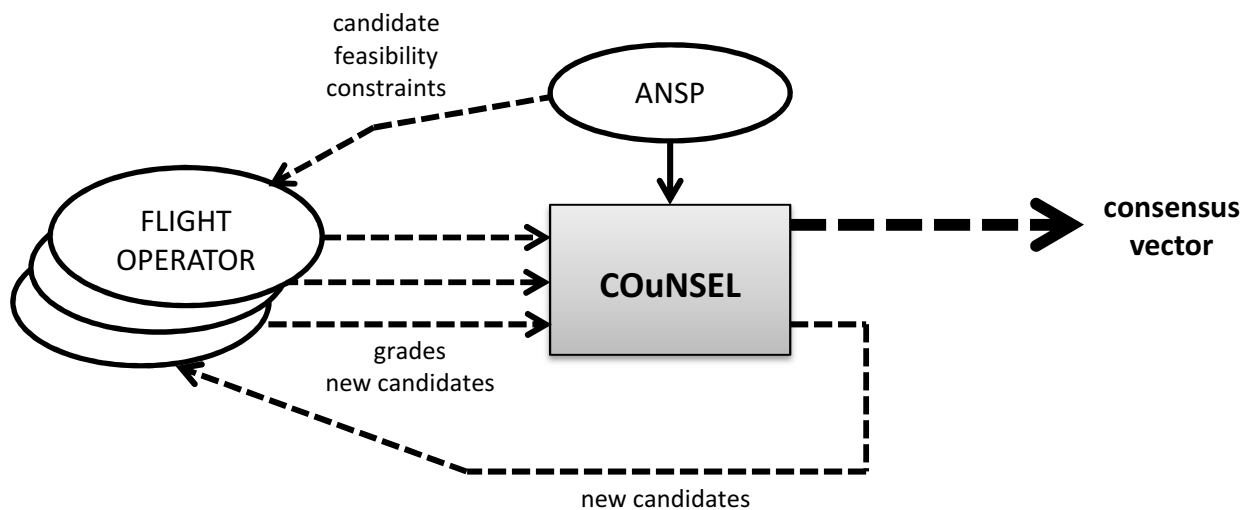 candidate
feasibility
constraints
ANSP
FLIGHT
OPERATOR
COuNSEL
consensus
vector
grades
new candidates
new candidates